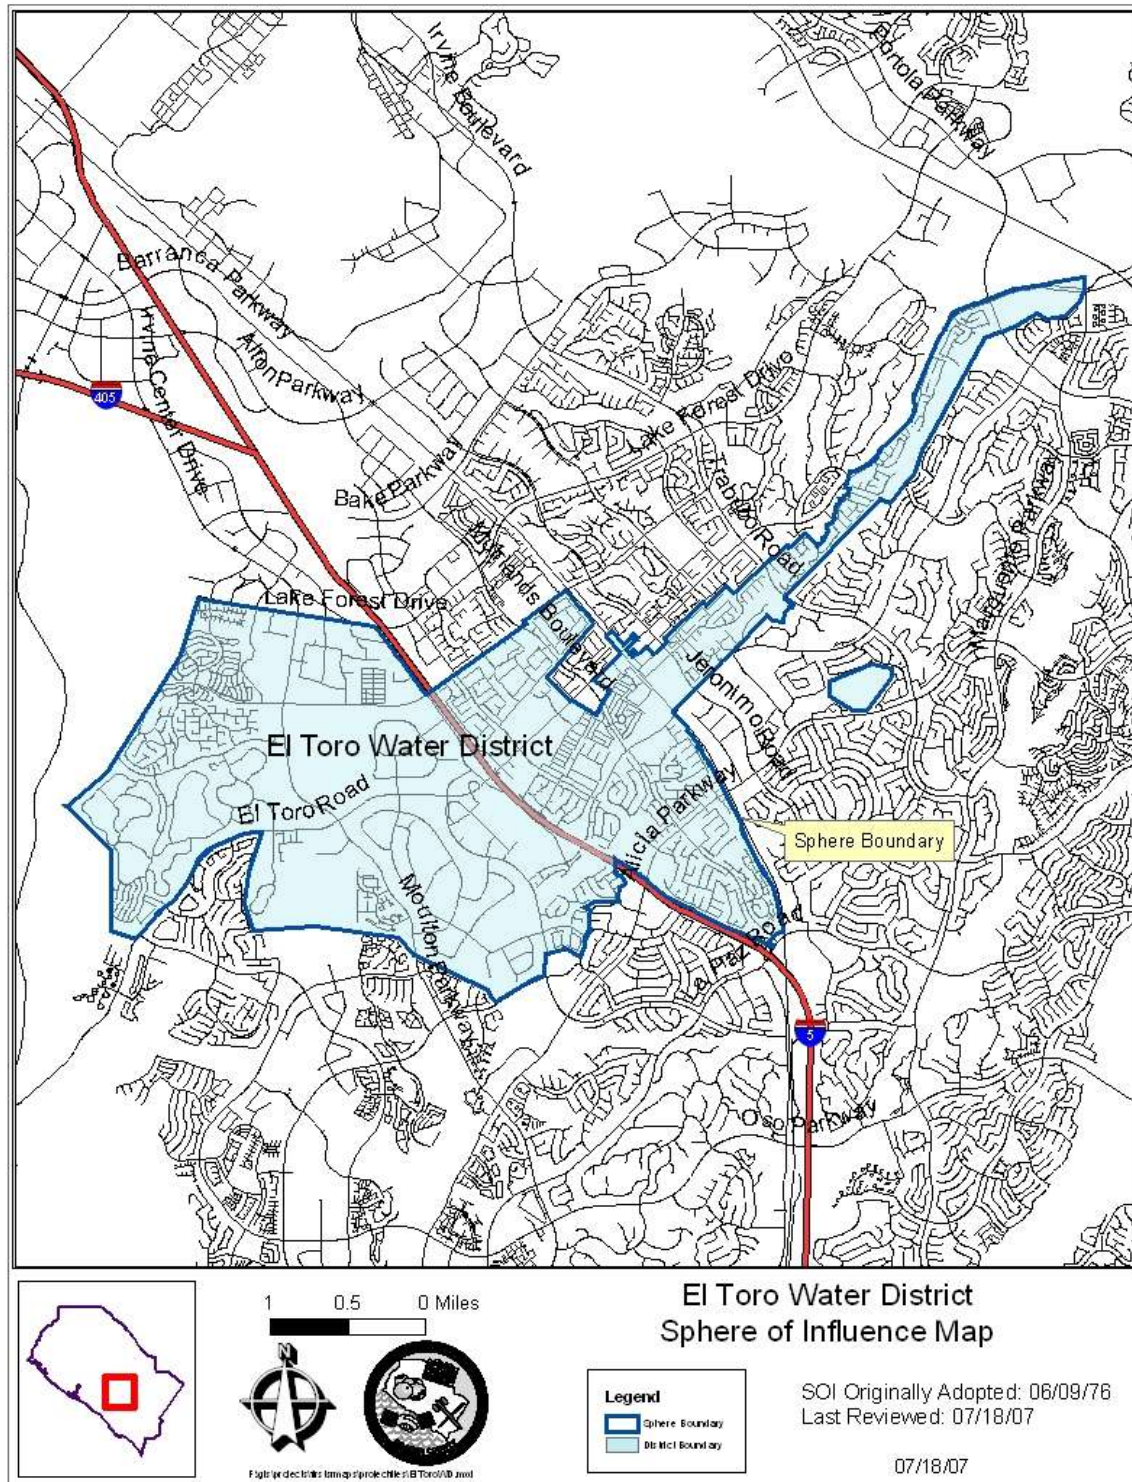 Irvine Boulevard
Portola Parkway
Barranca Parkway
Irvine Center Drive
Alton Parkway
405
Lake Forest Drive
Bake Parkway
Trabuco Road
Muirlands Boulevard
Marguerite Parkway
Lake Forest Drive
Jeronimo Road
El Toro Water District
El Toro Road
Alicia Parkway
Sphere Boundary
Moulton Parkway
La Paz Road
5
Oso Parkway
1 0.5 0 Miles
N
El Toro Water District
Sphere of Influence Map
Legend
Sphere Boundary
District Boundary
SOI Originally Adopted: 06/09/76
Last Reviewed: 07/18/07
07/18/07